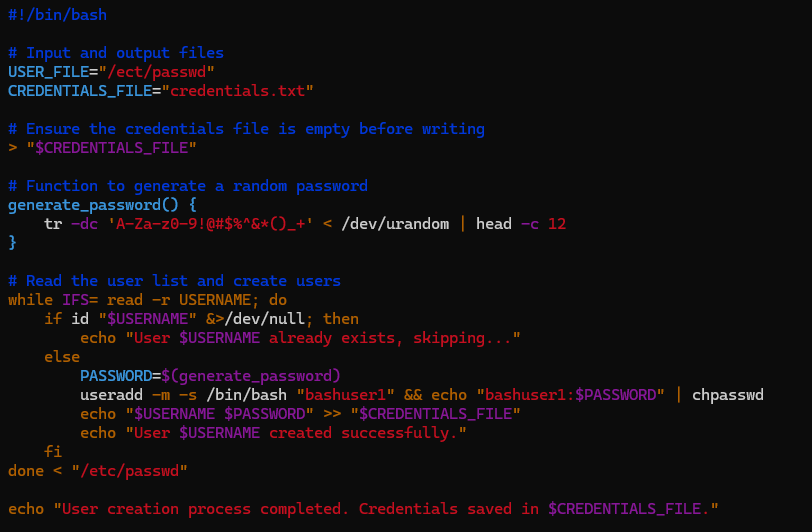 #!/bin/bash
# Input and output files
USER_FILE="/ect/passwd"
CREDENTIALS_FILE="credentials.txt"
# Ensure the credentials file is empty before writing
> "$CREDENTIALS_FILE"
# Function to generate a random password
generate_password() {
    tr -dc 'A-Za-z0-9!@#$%^&*()_+' < /dev/urandom | head -c 12
}
# Read the user list and create users
while IFS= read -r USERNAME; do
    if id "$USERNAME" &>/dev/null; then
        echo "User $USERNAME already exists, skipping..."
    else
        PASSWORD=$(generate_password)
        useradd -m -s /bin/bash "bashuser1" && echo "bashuser1:$PASSWORD" | chpasswd
        echo "$USERNAME $PASSWORD" >> "$CREDENTIALS_FILE"
        echo "User $USERNAME created successfully."
    fi
done < "/etc/passwd"
echo "User creation process completed. Credentials saved in $CREDENTIALS_FILE."